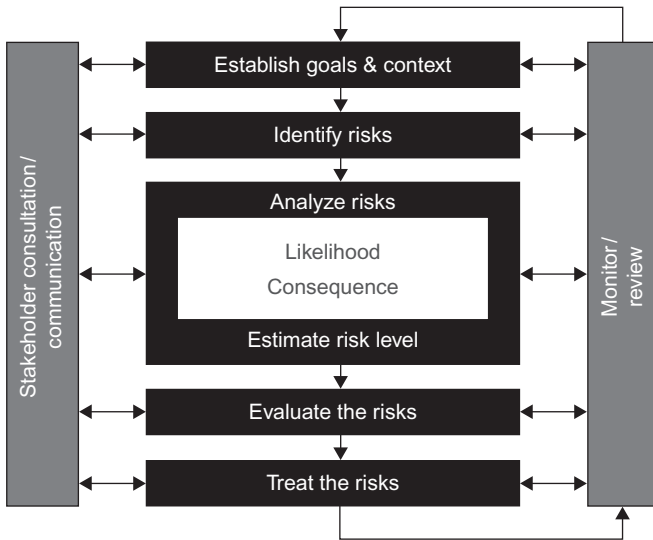 Stakeholder consultation/
communication
Establish goals & context
Identify risks
Analyze risks
Likelihood
Consequence
Estimate risk level
Evaluate the risks
Treat the risks
Monitor/
review